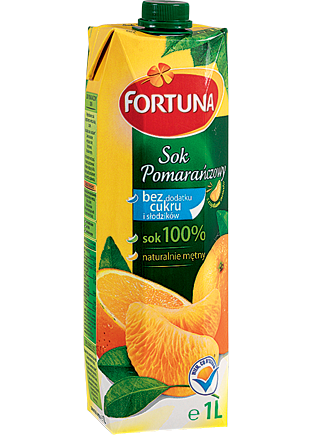 FORTUNA
Sok
Pomarańczowy
bez dodatku
cukru
i słodzików
sok 100%
naturalnie mętny
e 1L